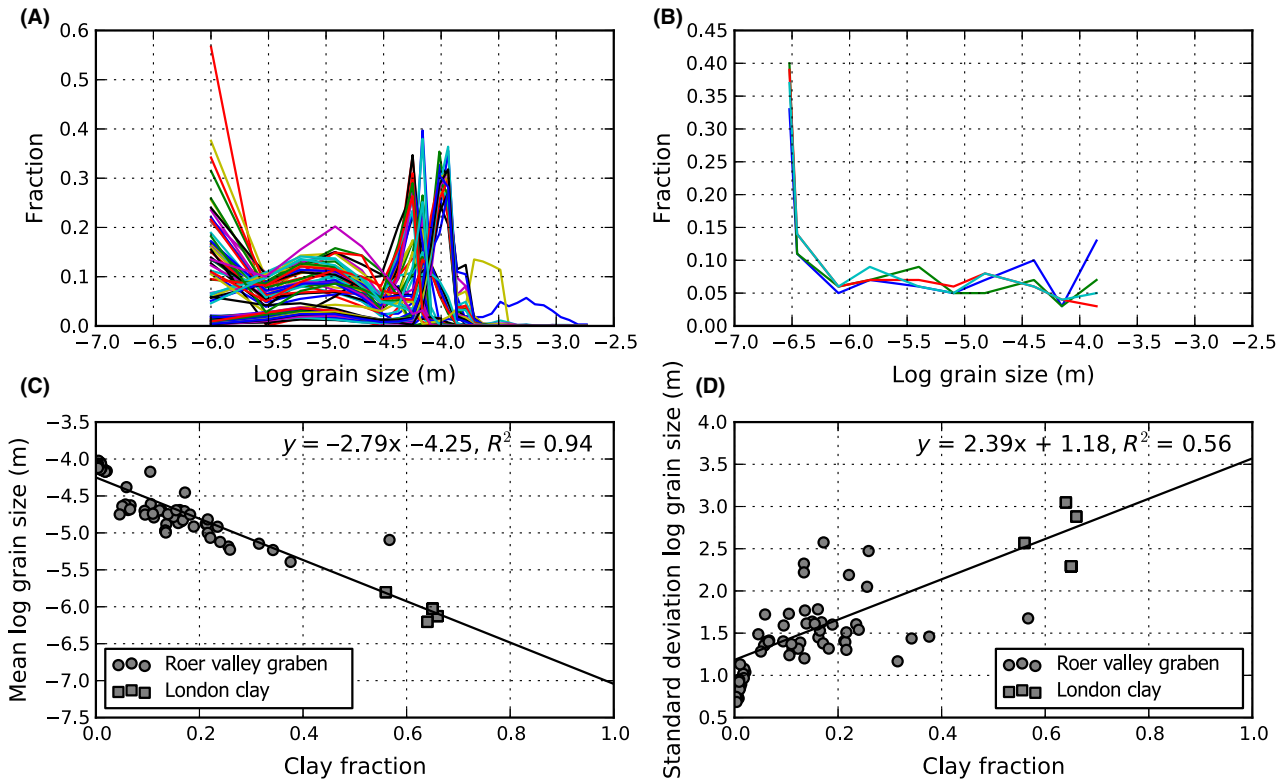 (A)
0.6
0.5
0.4
0.3
0.2
0.1
0.0
Fraction
−7.0 −6.5 −6.0 −5.5 −5.0 −4.5 −4.0 −3.5 −3.0 −2.5
Log grain size (m)
(B)
0.45
0.40
0.35
0.30
0.25
0.20
0.15
0.10
0.05
0.00
Fraction
−7.0 −6.5 −6.0 −5.5 −5.0 −4.5 −4.0 −3.5 −3.0 −2.5
Log grain size (m)
(C)
y = −2.79x −4.25, R² = 0.94
−3.5
−4.0
−4.5
−5.0
−5.5
−6.0
−6.5
−7.0
−7.5
Mean log grain size (m)
Roer valley graben
London clay
0.0 0.2 0.4 0.6 0.8 1.0
Clay fraction
(D)
y = 2.39x + 1.18, R² = 0.56
4.0
3.5
3.0
2.5
2.0
1.5
1.0
0.5
Standard deviation log grain size (m)
Roer valley graben
London clay
0.0 0.2 0.4 0.6 0.8 1.0
Clay fraction